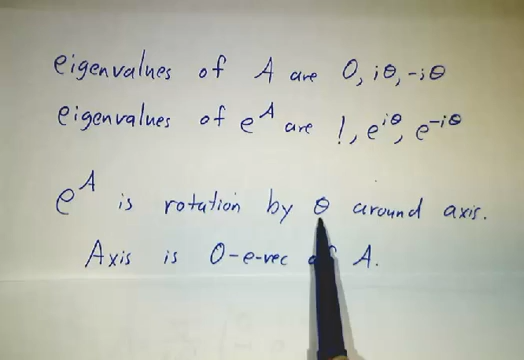 eigenvalues of A are 0, iθ, -iθ
eigenvalues of e^A are 1, e^iθ, e^-iθ
e^A is rotation by θ around axis.
Axis is 0-e-vec of A.